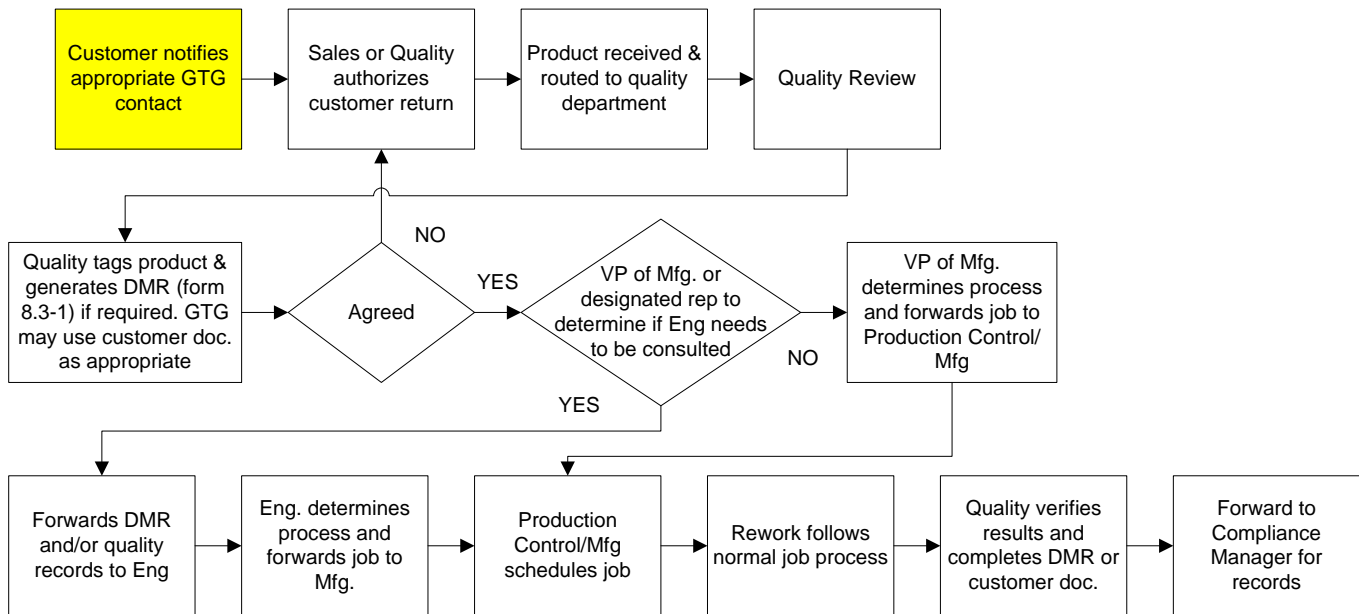 Customer notifies
appropriate GTG
contact
Sales or Quality
authorizes
customer return
Product received &
routed to quality
department
Quality Review
Quality tags product &
generates DMR (form
8.3-1) if required. GTG
may use customer doc.
as appropriate
NO
Agreed
YES
VP of Mfg. or
designated rep to
determine if Eng needs
to be consulted
NO
YES
VP of Mfg.
determines process
and forwards job to
Production Control/
Mfg
Forwards DMR
and/or quality
records to Eng
Eng. determines
process and
forwards job to
Mfg.
Production
Control/Mfg
schedules job
Rework follows
normal job process
Quality verifies
results and
completes DMR or
customer doc.
Forward to
Compliance
Manager for
records